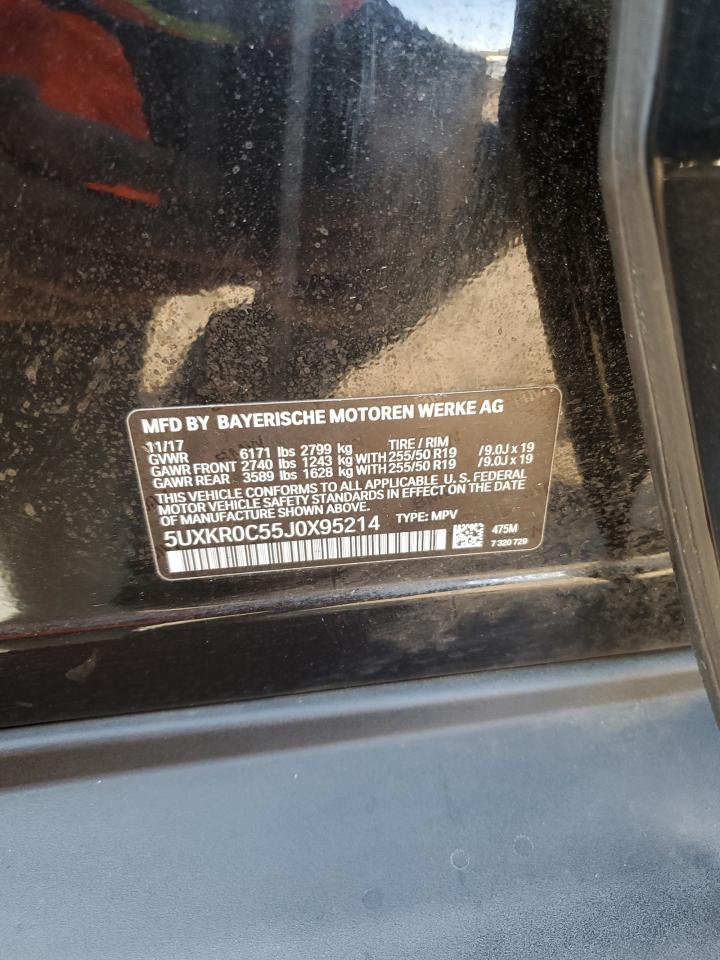 MFD BY BAYERISCHE MOTOREN WERKE AG
11/17 TIRE / RIM
GVWR 6171 lbs 2799 kg
GAWR FRONT 2740 lbs 1243 kg WITH 255/50 R19 /9.0J x 19
GAWR REAR 3589 lbs 1628 kg WITH 255/50 R19 /9.0J x 19
THIS VEHICLE CONFORMS TO ALL APPLICABLE U. S. FEDERAL
MOTOR VEHICLE SAFETY STANDARDS IN EFFECT ON THE DATE
OF MANUFACTURE SHOWN ABOVE.
5UXKR0C55J0X95214 TYPE: MPV
475M
7 320 729